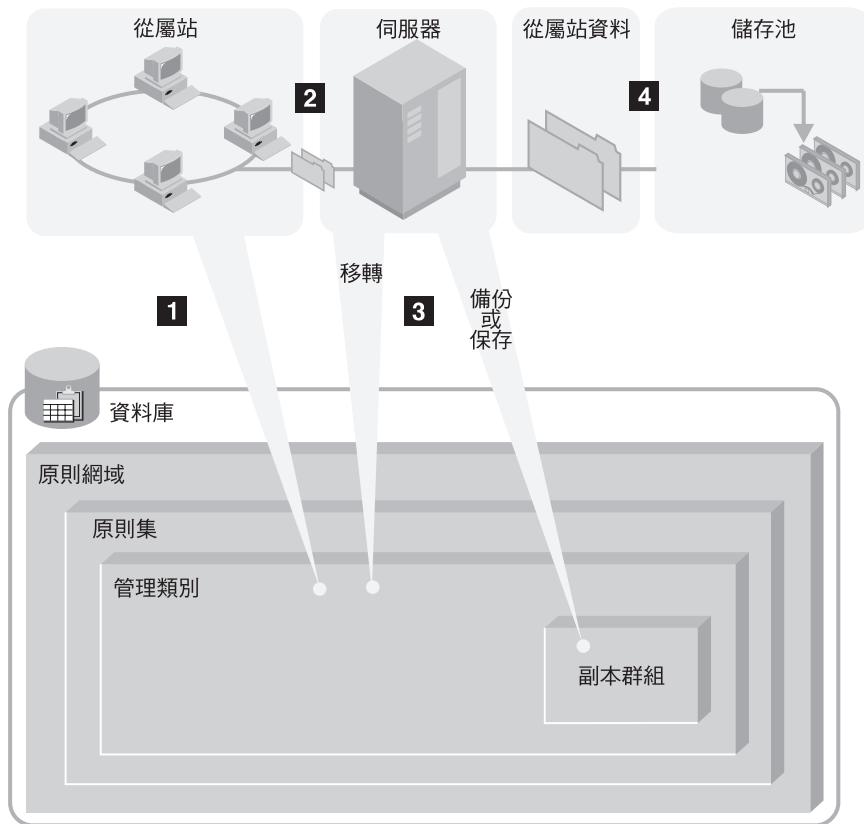 從屬站
伺服器
從屬站資料
儲存池
2
4
移轉
1
3
備份
或
保存
資料庫
原則網域
原則集
管理類別
副本群組